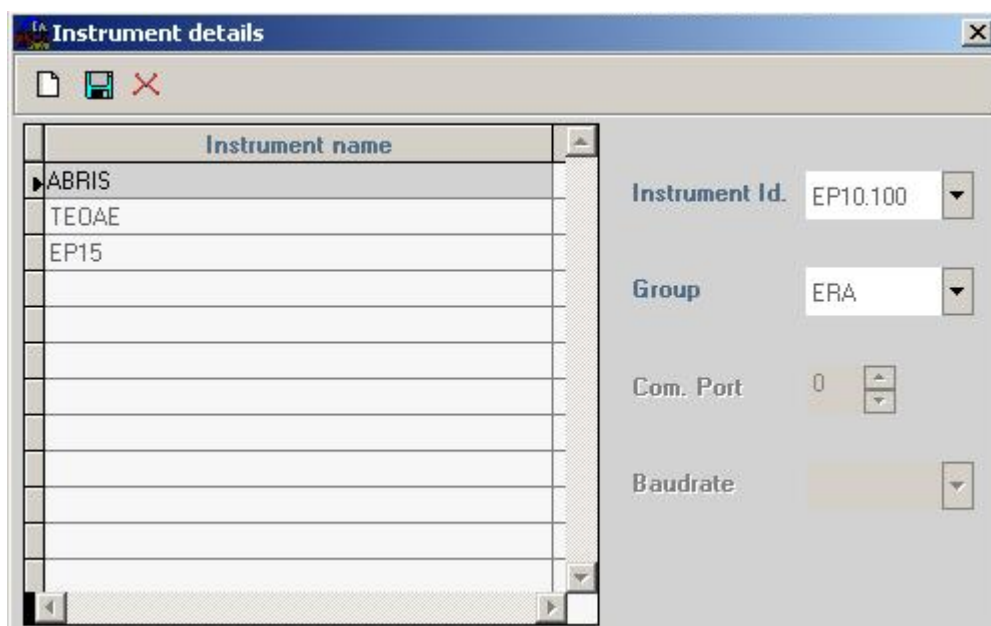 Instrument details
Instrument name
ABRIS
TEOAE
EP15
Instrument Id. EP10.100
Group ERA
Com. Port 0
Baudrate